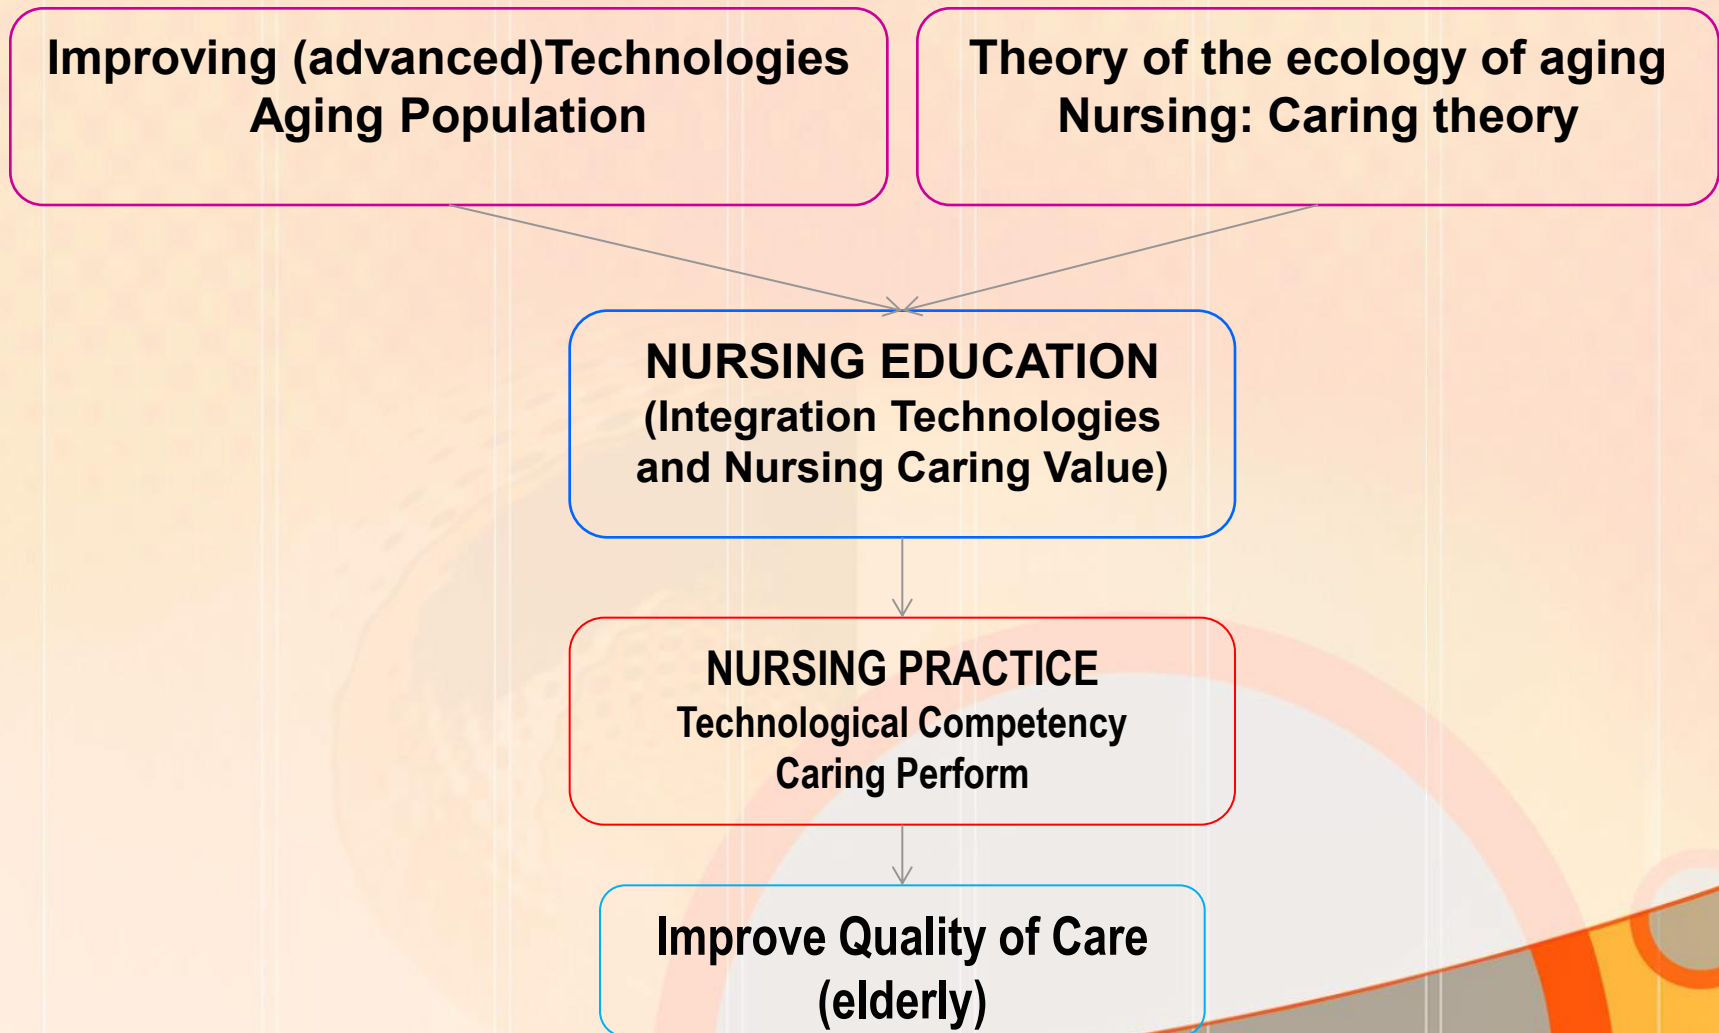 Improving (advanced)Technologies
Aging Population
Theory of the ecology of aging
Nursing: Caring theory
NURSING EDUCATION
(Integration Technologies
and Nursing Caring Value)
NURSING PRACTICE
Technological Competency
Caring Perform
Improve Quality of Care
(elderly)